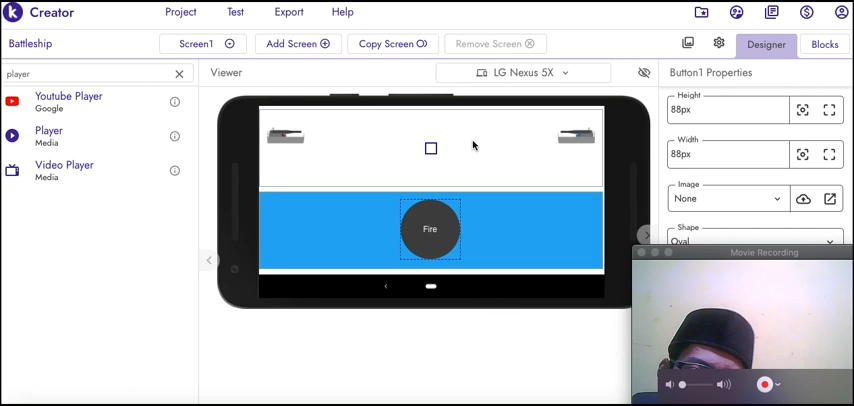 Creator
Project
Test
Export
Help
Battleship
Screen1
Add Screen
Copy Screen
Remove Screen
Designer
Blocks
player
Viewer
LG Nexus 5X
Button1 Properties
Youtube Player
Google
Player
Media
Video Player
Media
Fire
Height
88px
Width
88px
Image
None
Shape
Oval
Movie Recording